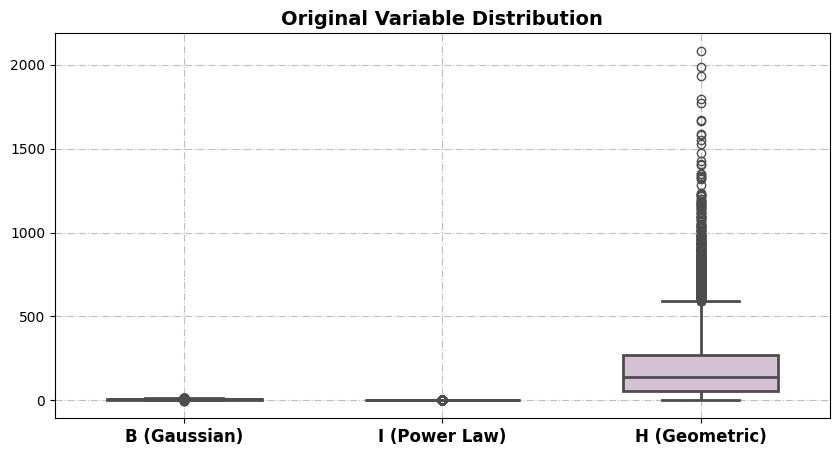 Original Variable Distribution
2000
1500
1000
500
0
B (Gaussian) I (Power Law) H (Geometric)